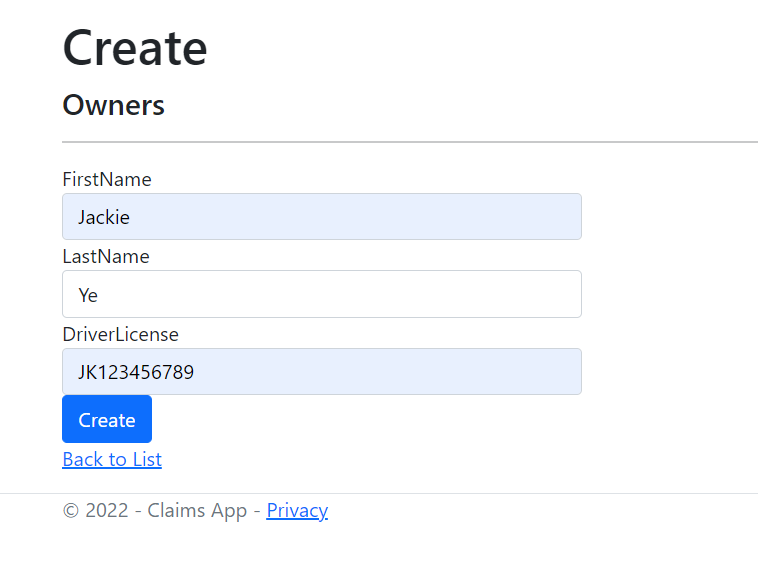 Create
Owners
FirstName
Jackie
LastName
Ye
DriverLicense
JK123456789
Create
Back to List
© 2022 - Claims App - Privacy